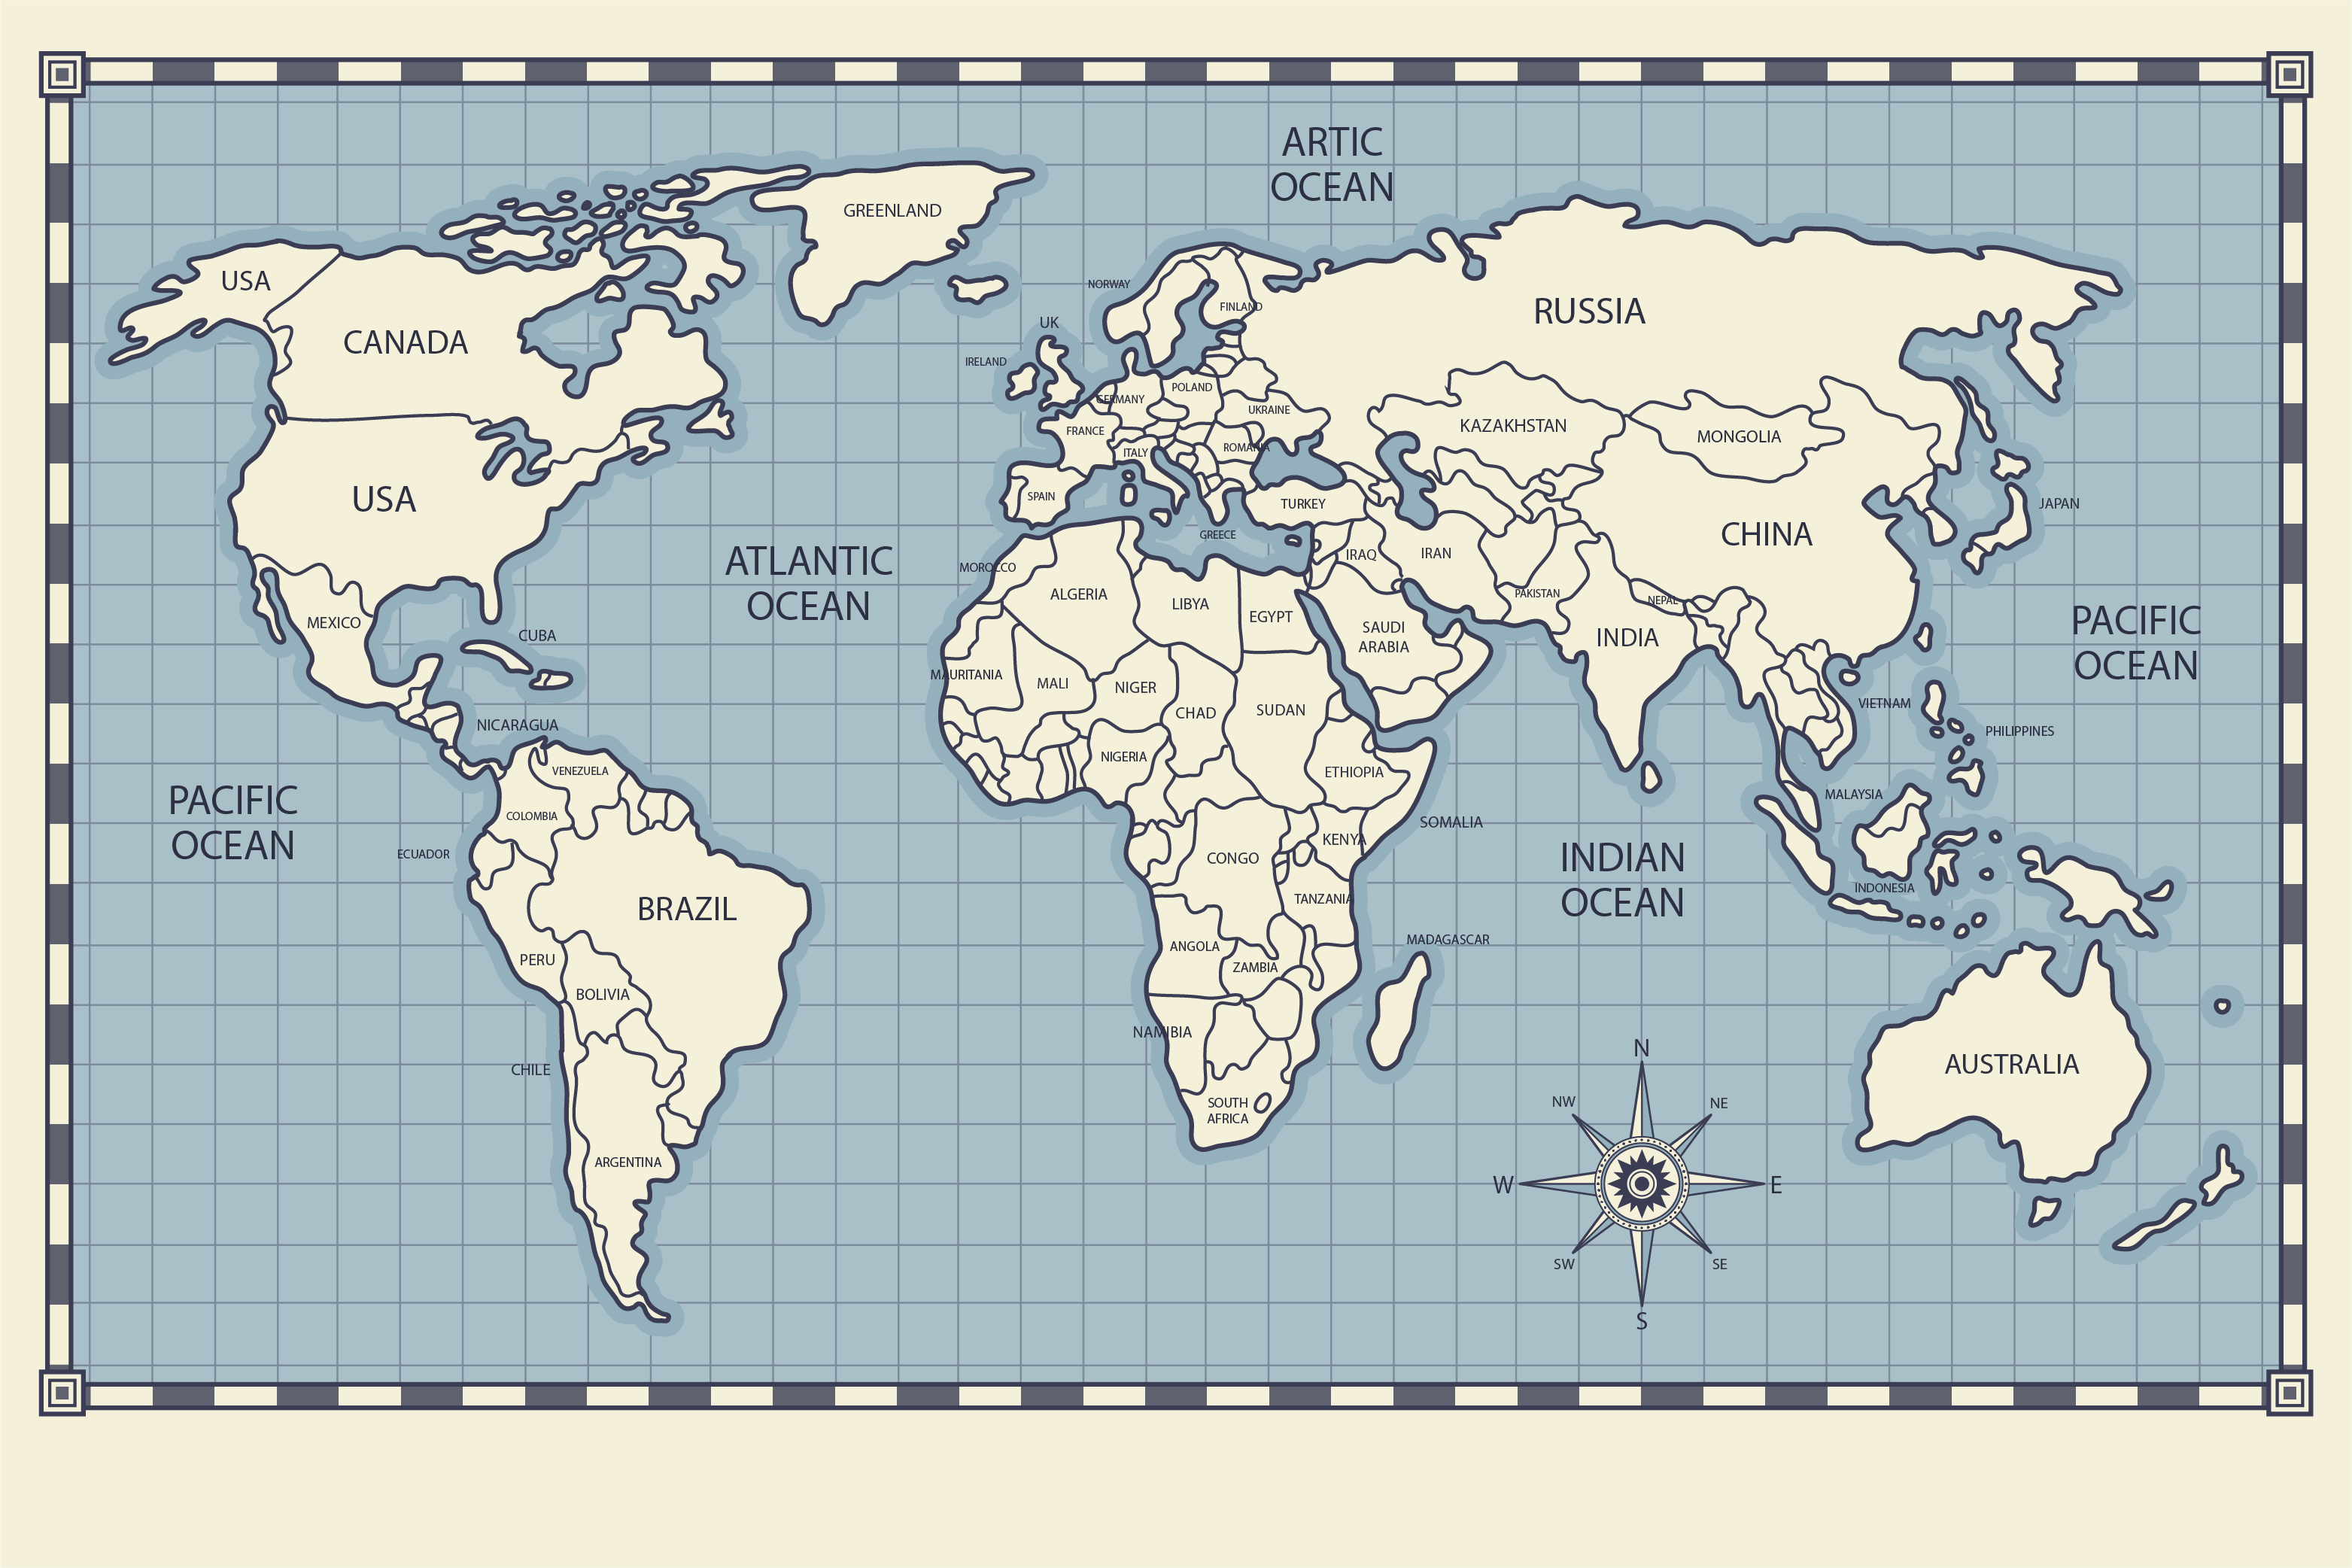 ARTIC
OCEAN
GREENLAND
USA
CANADA
NORWAY
FINLAND
RUSSIA
UK
IRELAND
POLAND
GERMANY
UKRAINE
FRANCE
KAZAKHSTAN
MONGOLIA
ITALY
ROMANIA
USA
SPAIN
TURKEY
JAPAN
GREECE
CHINA
ATLANTIC
OCEAN
IRAQ
IRAN
MOROCCO
ALGERIA
LIBYA
EGYPT
PAKISTAN
NEPAL
PACIFIC
OCEAN
MEXICO
CUBA
SAUDI
ARABIA
INDIA
MAURITANIA
MALI
NIGER
CHAD
SUDAN
VIETNAM
NICARAGUA
PHILIPPINES
NIGERIA
ETHIOPIA
VENEZUELA
MALAYSIA
PACIFIC
OCEAN
COLOMBIA
SOMALIA
ECUADOR
KENYA
CONGO
INDIAN
OCEAN
INDONESIA
BRAZIL
TANZANIA
ANGOLA
MADAGASCAR
PERU
ZAMBIA
BOLIVIA
NAMIBIA
CHILE
AUSTRALIA
N
NW
NE
SOUTH
AFRICA
ARGENTINA
W
E
SW
SE
S